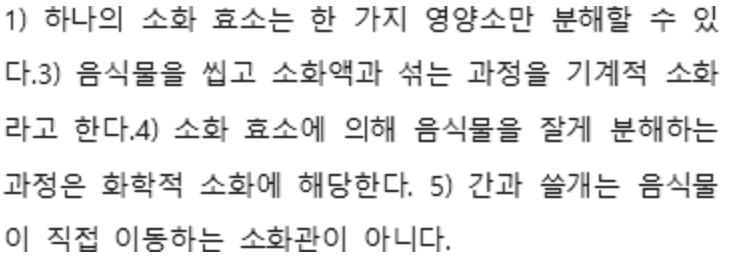 1) 하나의 소화 효소는 한 가지 영양소만 분해할 수 있
다.3) 음식물을 씹고 소화액과 섞는 과정을 기계적 소화
라고 한다.4) 소화 효소에 의해 음식물을 잘게 분해하는
과정은 화학적 소화에 해당한다. 5) 간과 쓸개는 음식물
이 직접 이동하는 소화관이 아니다.